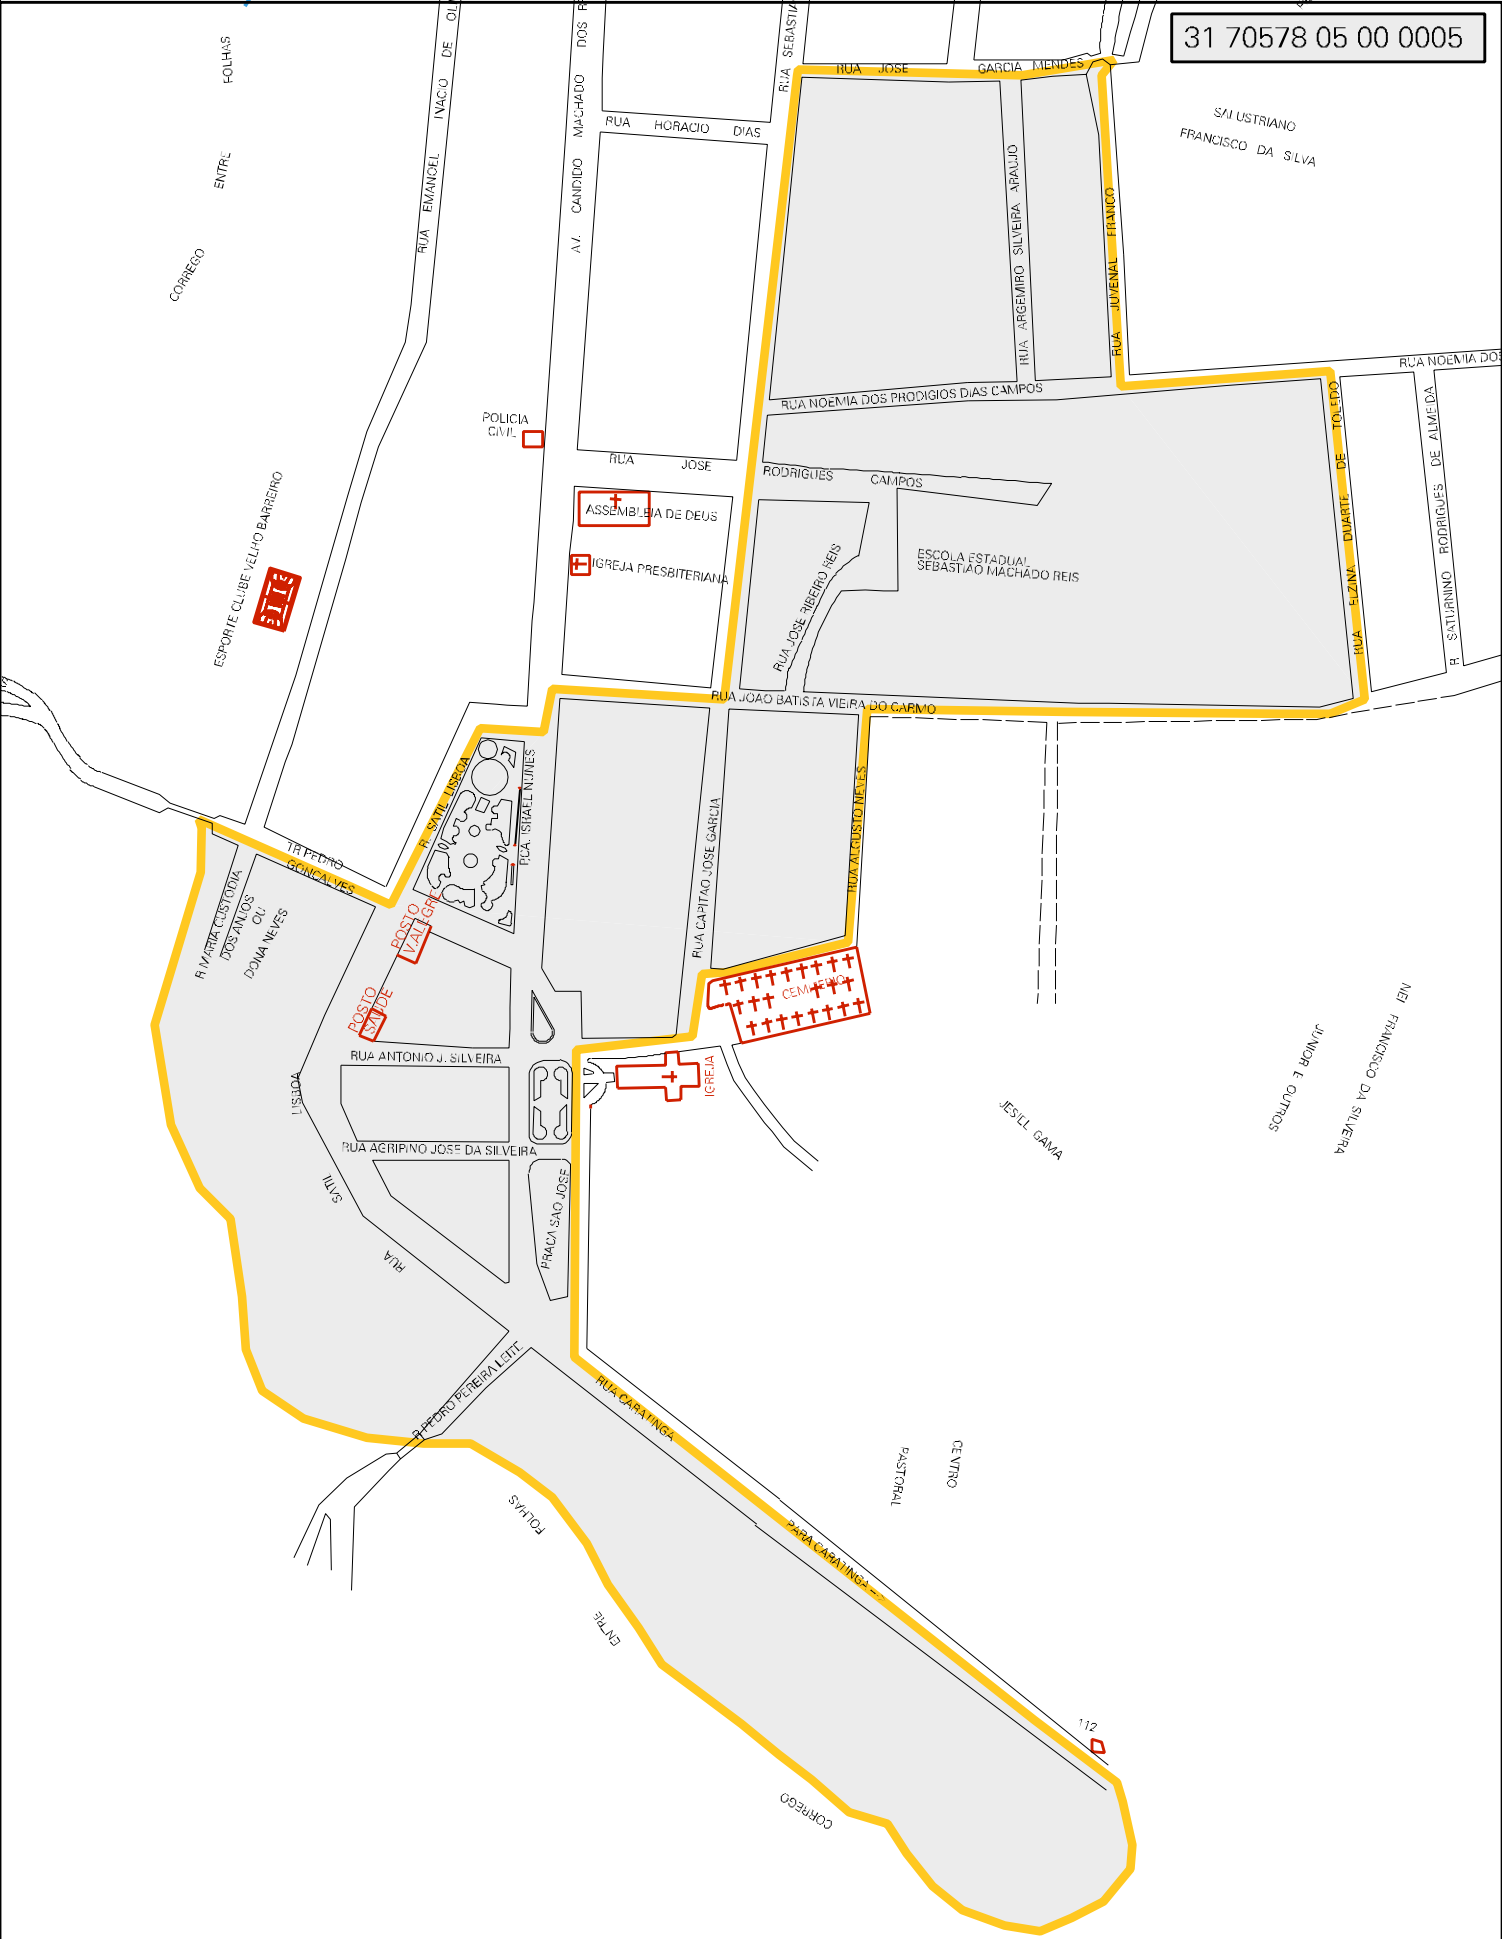 31 70578 05 00 0005
FOLHAS
ENTRE
CORREGO
RUA EMANOEL INACIO DE
AV. CANDIDO MACHADO DOS
RUA HORACIO DIAS
RUA JOSE GARCIA MENDES
SALUSTRIANO
FRANCISCO DA SILVA
RUA ARGEMIRO SILVEIRA ARAUJO
RUA JUVENAL FRANCO
RUA NOEMIA DOS
RUA NOEMIA DOS PRODIGIOS DIAS CAMPOS
POLICIA
CIVIL
RUA JOSE
RODRIGUES CAMPOS
RUA ELZINA DUARTE DE TOLEDO
R SATURNINO RODRIGUES DE ALMEIDA
ASSEMBLEIA DE DEUS
IGREJA PRESBITERIANA
ESPORTE CLUBE VELHO BARREIRO
RUA JOSE RIBEIRO REIS
ESCOLA ESTADUAL
SEBASTIAO MACHADO REIS
RUA JOAO BATISTA VIEIRA DO CARMO
R. SATIL LISBOA
PCA. ISRAEL NUNES
RUA CAPITAO JOSE GARCIA
RUA AUGUSTO NEVES
TR PEDRO
GONCALVES
R MARIA CUSTODIA
DOS ANJOS
OU
DONA NEVES
POSTO
V.ALEGRE
POSTO
SAUDE
CEMITERIO
RUA ANTONIO J. SILVEIRA
IGREJA
RUA AGRIPINO JOSE DA SILVEIRA
RUA SATIL LISBOA
PRACA SAO JOSE
JESIEL GAMA
JUNIOR E OUTROS
NEI FRANCISCO DA SILVEIRA
R PEDRO PEREIRA LEITE
RUA CARATINGA
PASTORAL
CENTRO
PARA CARATINGA
FOLHAS
ENTRE
CORREGO
112